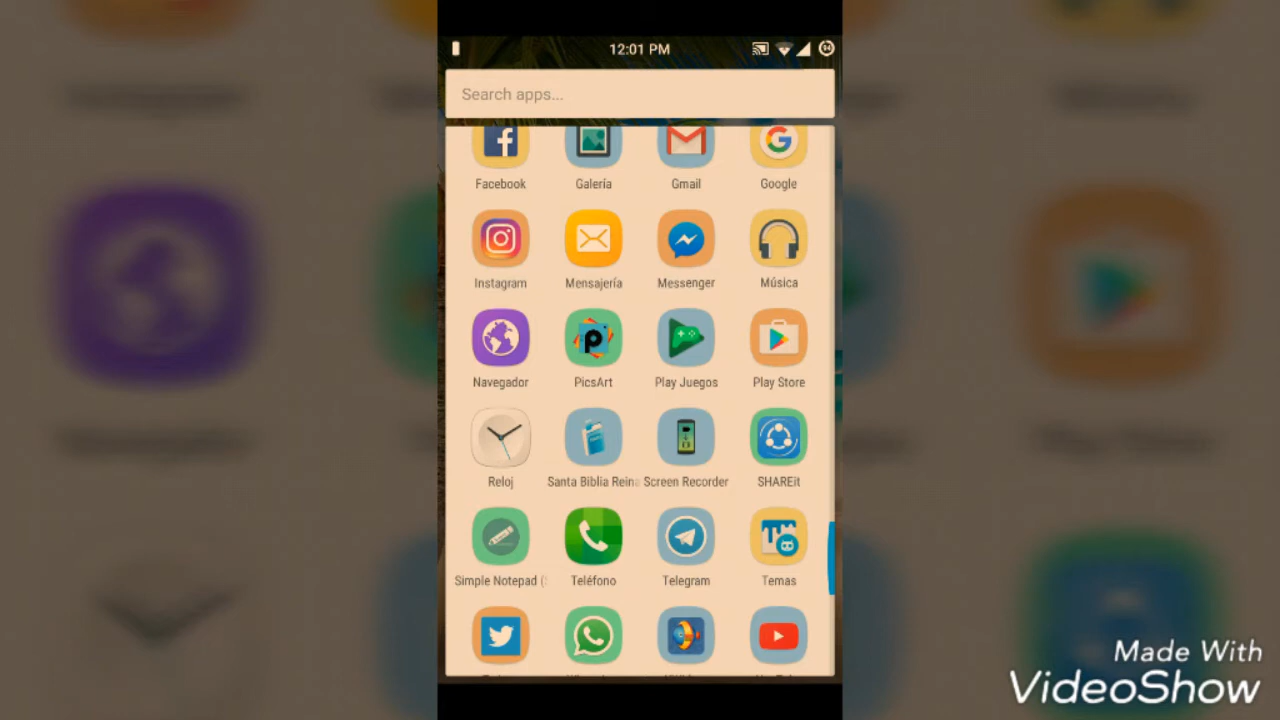 12:01 PM
Search apps...
Facebook Galería Gmail Google
Instagram Mensajería Messenger Música
Navegador PicsArt Play Juegos Play Store
Reloj Santa Biblia Reina Screen Recorder SHAREit
Simple Notepad ( Teléfono Telegram Temas
Made With
VideoShow